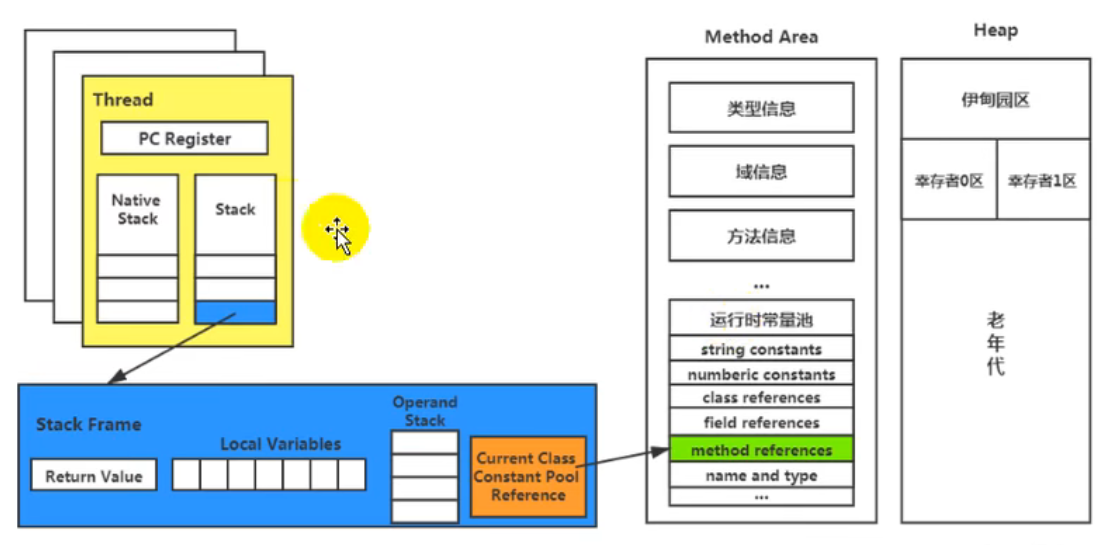 Thread
PC Register
Native
Stack
Stack
Stack Frame
Return Value
Local Variables
Operand
Stack
Current Class
Constant Pool
Reference
Method Area
类型信息
域信息
方法信息
...
运行时常量池
string constants
numberic constants
class references
field references
method references
name and type
...
Heap
伊甸园区
幸存者0区
幸存者1区
老
年
代